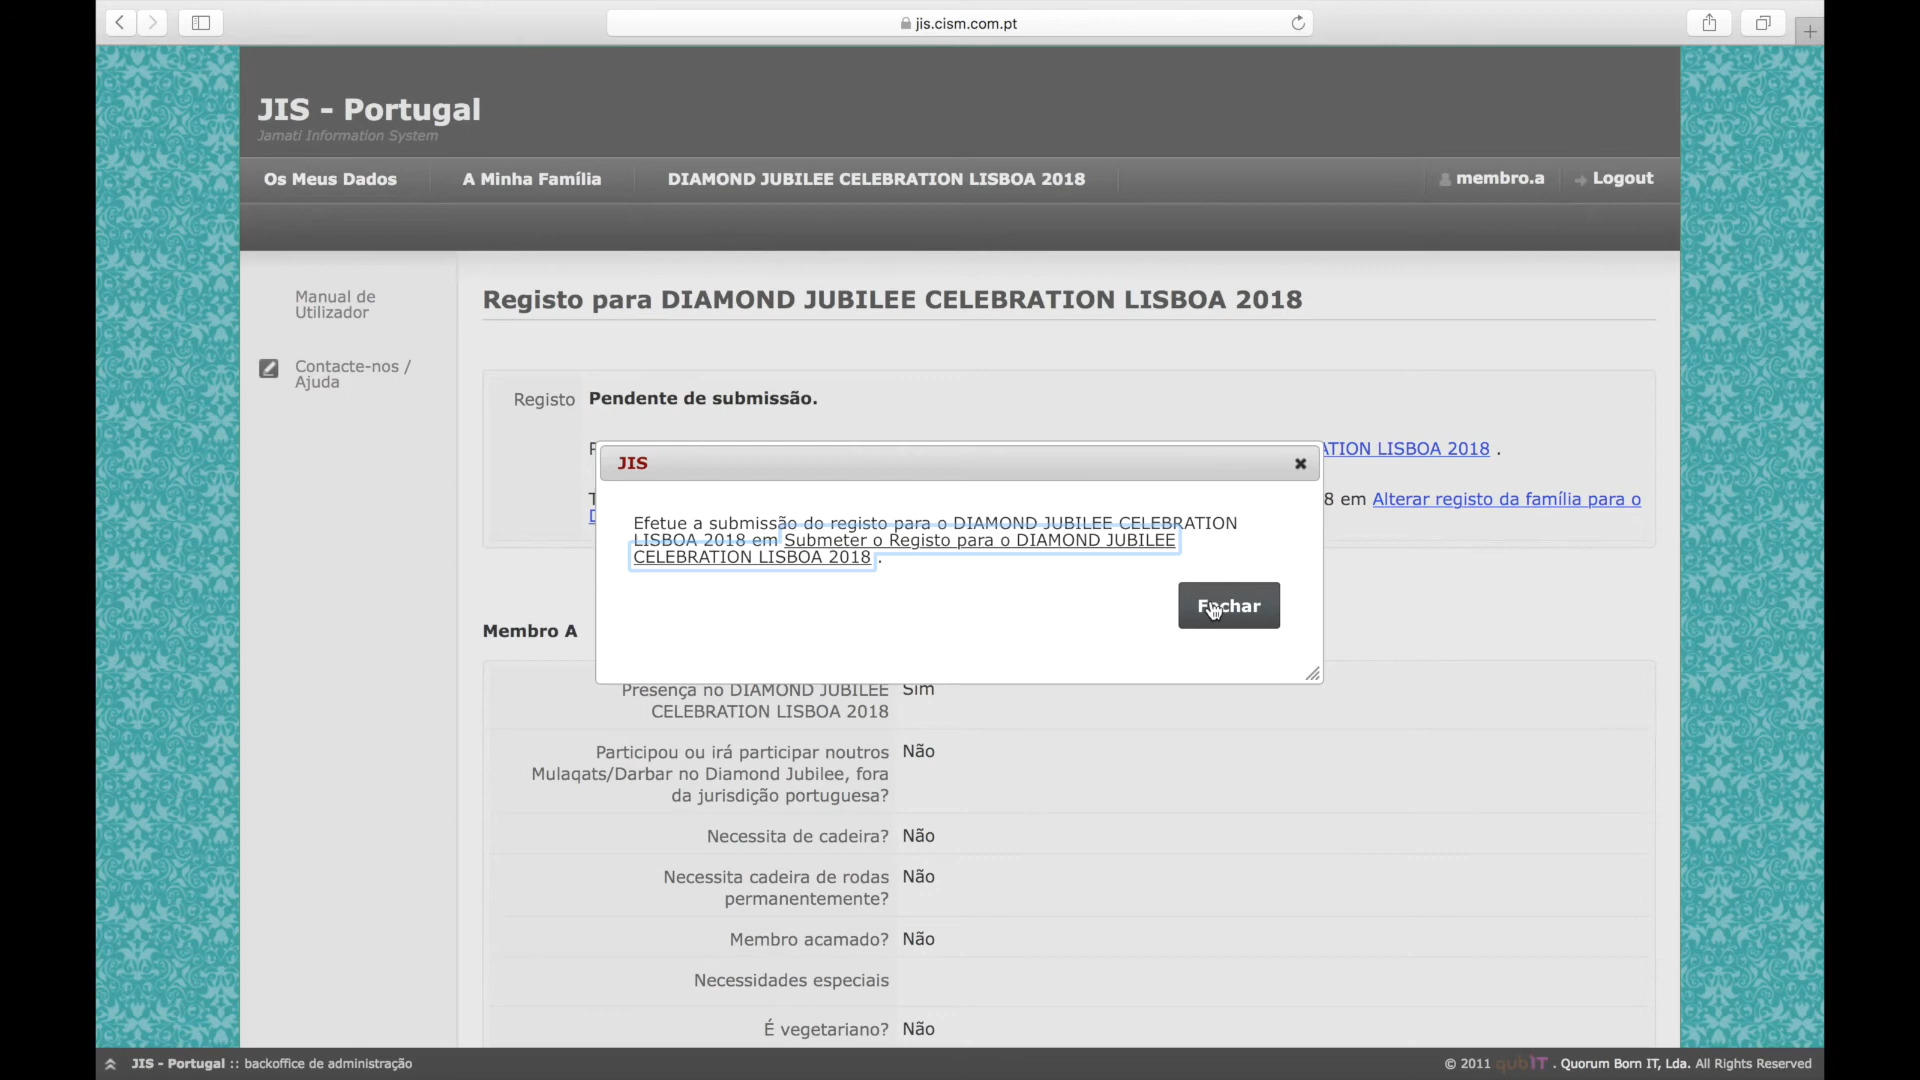 jis.cism.com.pt
JIS - Portugal
Jamati Information System
Os Meus Dados
A Minha Família
DIAMOND JUBILEE CELEBRATION LISBOA 2018
membro.a
Logout
Manual de
Utilizador
Contacte-nos /
Ajuda
Registo para DIAMOND JUBILEE CELEBRATION LISBOA 2018
Registo Pendente de submissão.
LISBOA 2018 .
8 em Alterar registo da família para o
JIS
Efetue a submissão do registo para o DIAMOND JUBILEE CELEBRATION
LISBOA 2018 em Submeter o Registo para o DIAMOND JUBILEE
CELEBRATION LISBOA 2018 .
Fechar
Membro A
Presença no DIAMOND JUBILEE Sim
CELEBRATION LISBOA 2018
Participou ou irá participar noutros Não
Mulaqats/Darbar no Diamond Jubilee, fora
da jurisdição portuguesa?
Necessita de cadeira? Não
Necessita cadeira de rodas Não
permanentemente?
Membro acamado? Não
Necessidades especiais
É vegetariano? Não
JIS - Portugal :: backoffice de administração
© 2011 qubIT . Quorum Born IT, Lda. All Rights Reserved